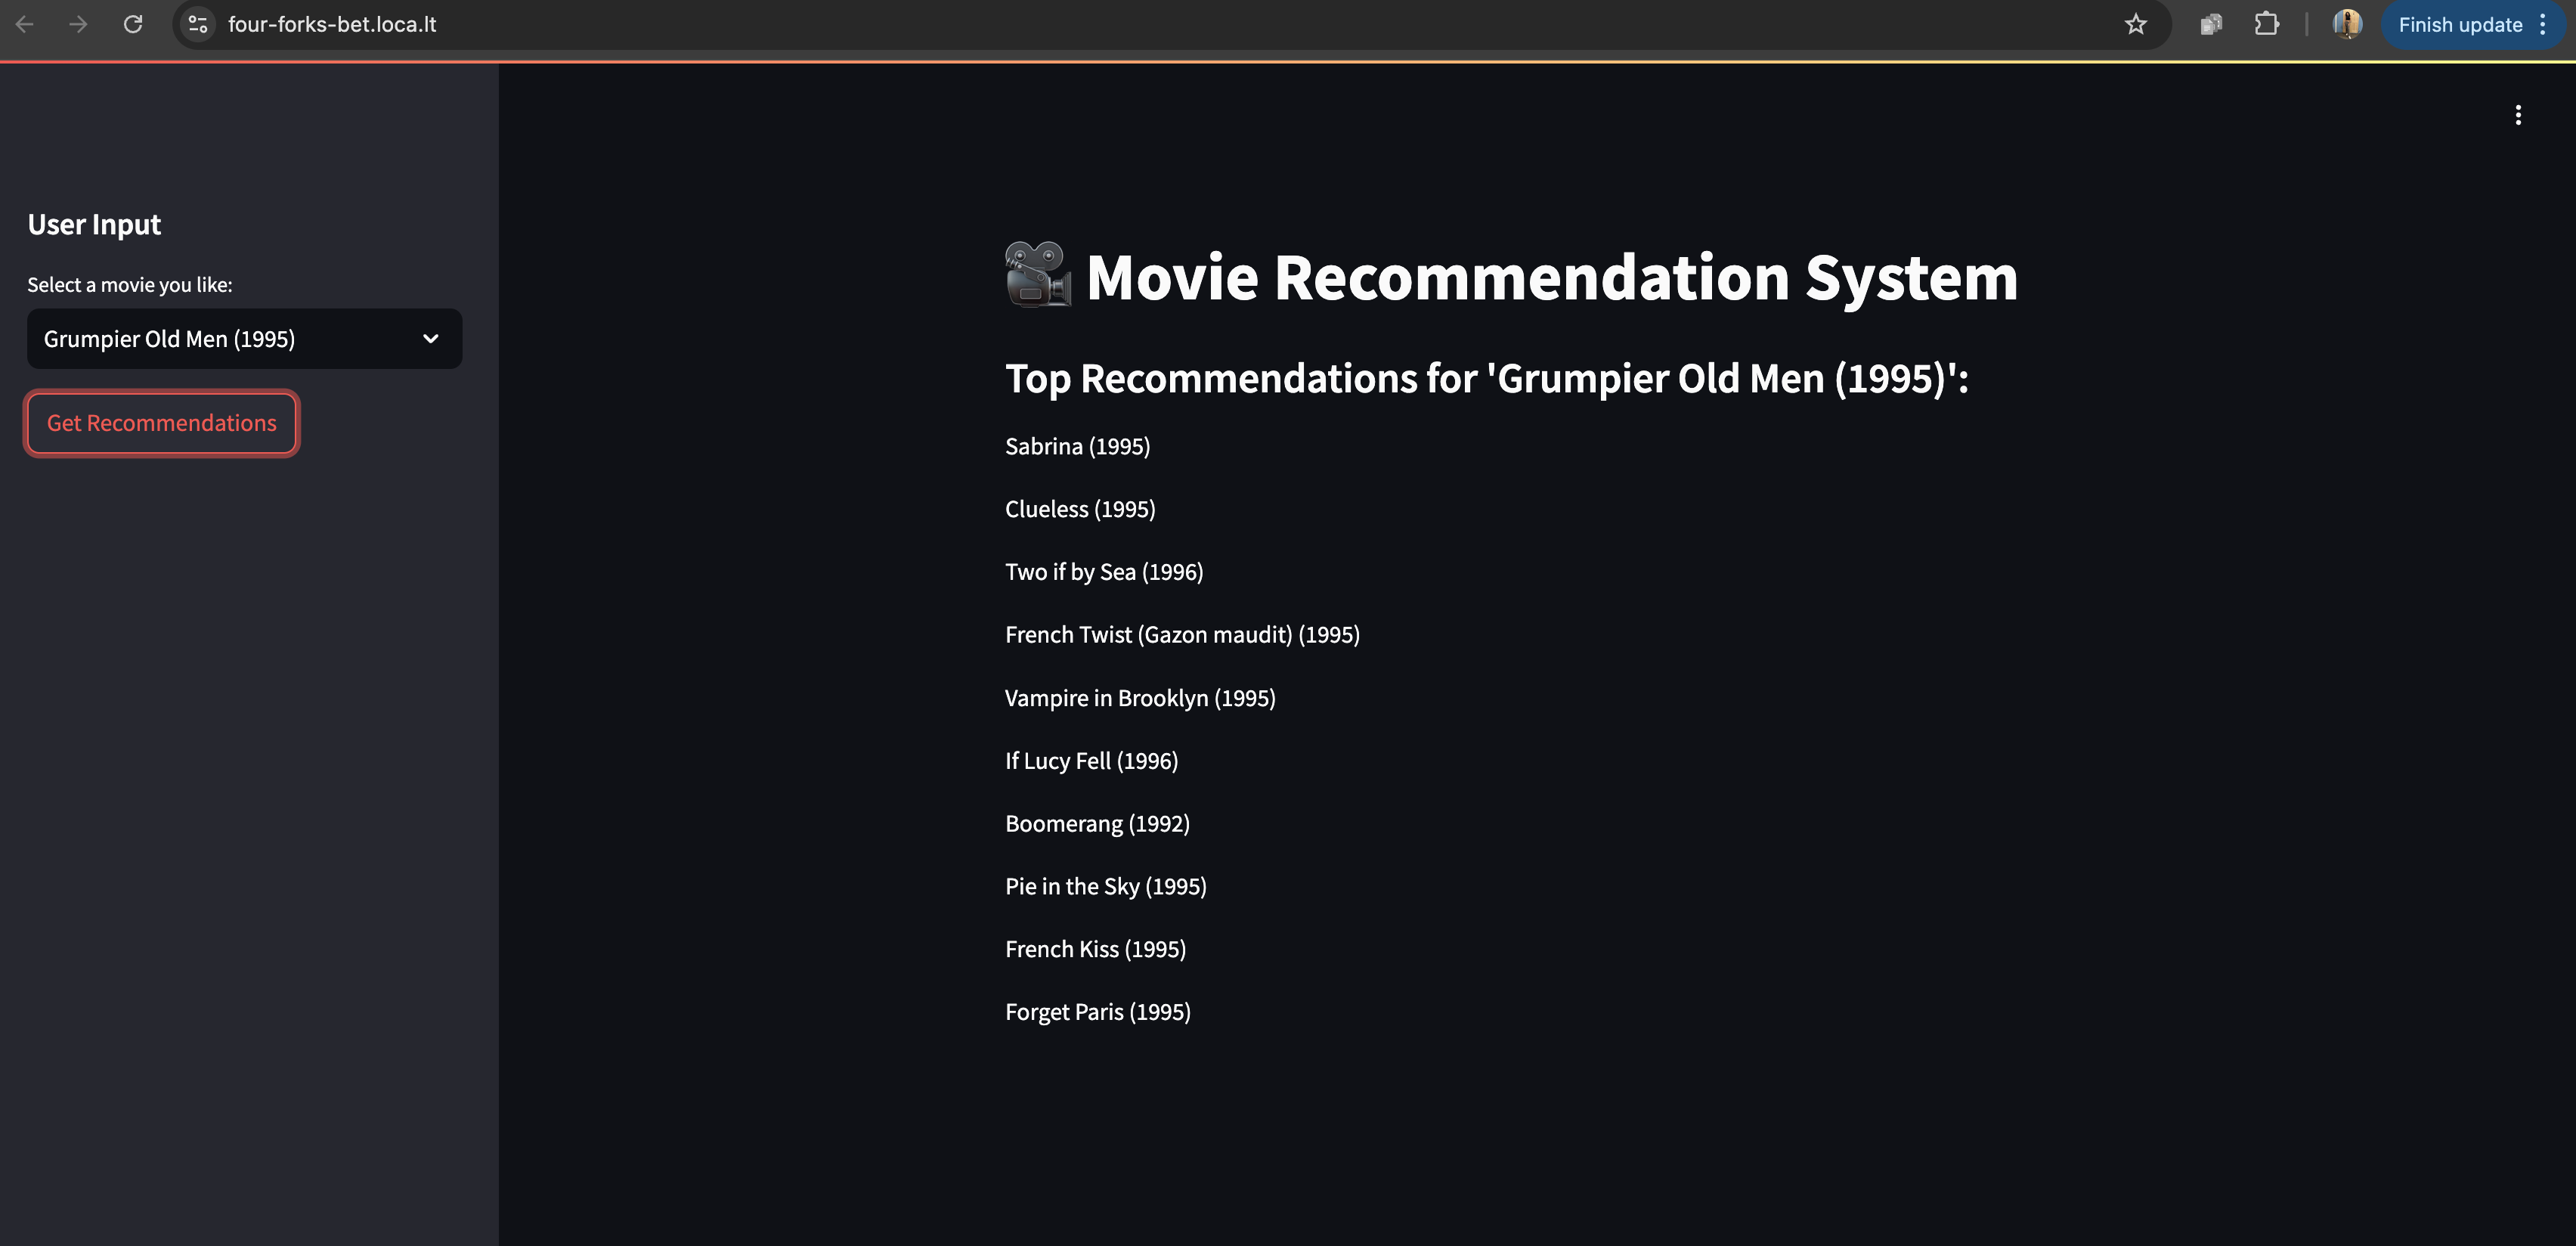 four-forks-bet.loca.lt
Finish update
User Input
Select a movie you like:
Grumpier Old Men (1995)
Get Recommendations
Movie Recommendation System
Top Recommendations for 'Grumpier Old Men (1995)':
Sabrina (1995)
Clueless (1995)
Two if by Sea (1996)
French Twist (Gazon maudit) (1995)
Vampire in Brooklyn (1995)
If Lucy Fell (1996)
Boomerang (1992)
Pie in the Sky (1995)
French Kiss (1995)
Forget Paris (1995)